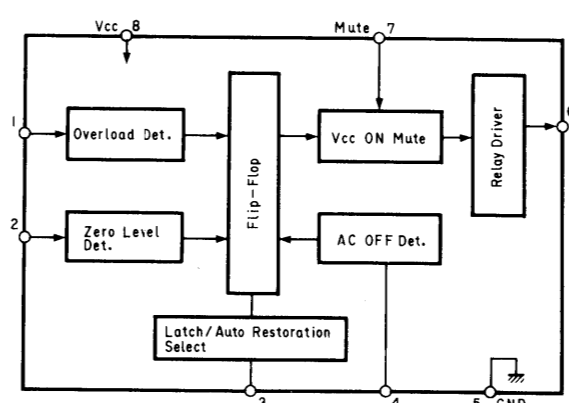 Vcc 8
Mute 7
1
Overload Det.
Flip-Flop
Vcc ON Mute
Relay Driver
2
Zero Level
Det.
AC OFF Det.
Latch/Auto Restoration
Select
3
4
5 GND